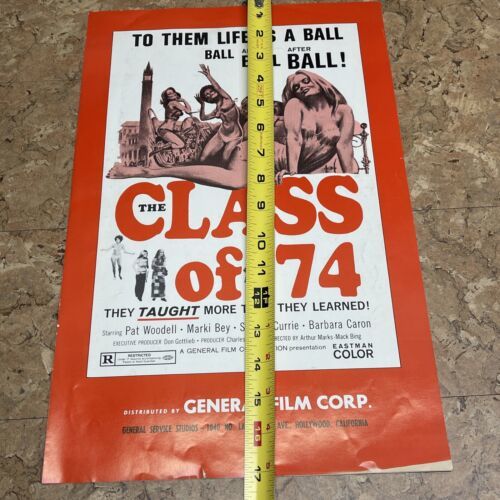 TO THEM LIFE IS A BALL
BALL AFTER
BALL BALL!
THE CLASS
of 74
THEY TAUGHT MORE THEY LEARNED!
Starring Pat Woodell • Marki Bey • S Currie • Barbara Caron
EXECUTIVE PRODUCER Don Gottlieb • PRODUCER Charles DIRECTED BY Arthur Marks-Mack Bing
R RESTRICTED
A GENERAL FILM presentation EASTMAN
COLOR
DISTRIBUTED BY GENERAL FILM CORP.
GENERAL SERVICE STUDIOS - 1040 NO. AVE., HOLLYWOOD, CALIFORNIA
2
3
4
5
6
7
8
9
10
11
12 1F
13
14
15
16
17